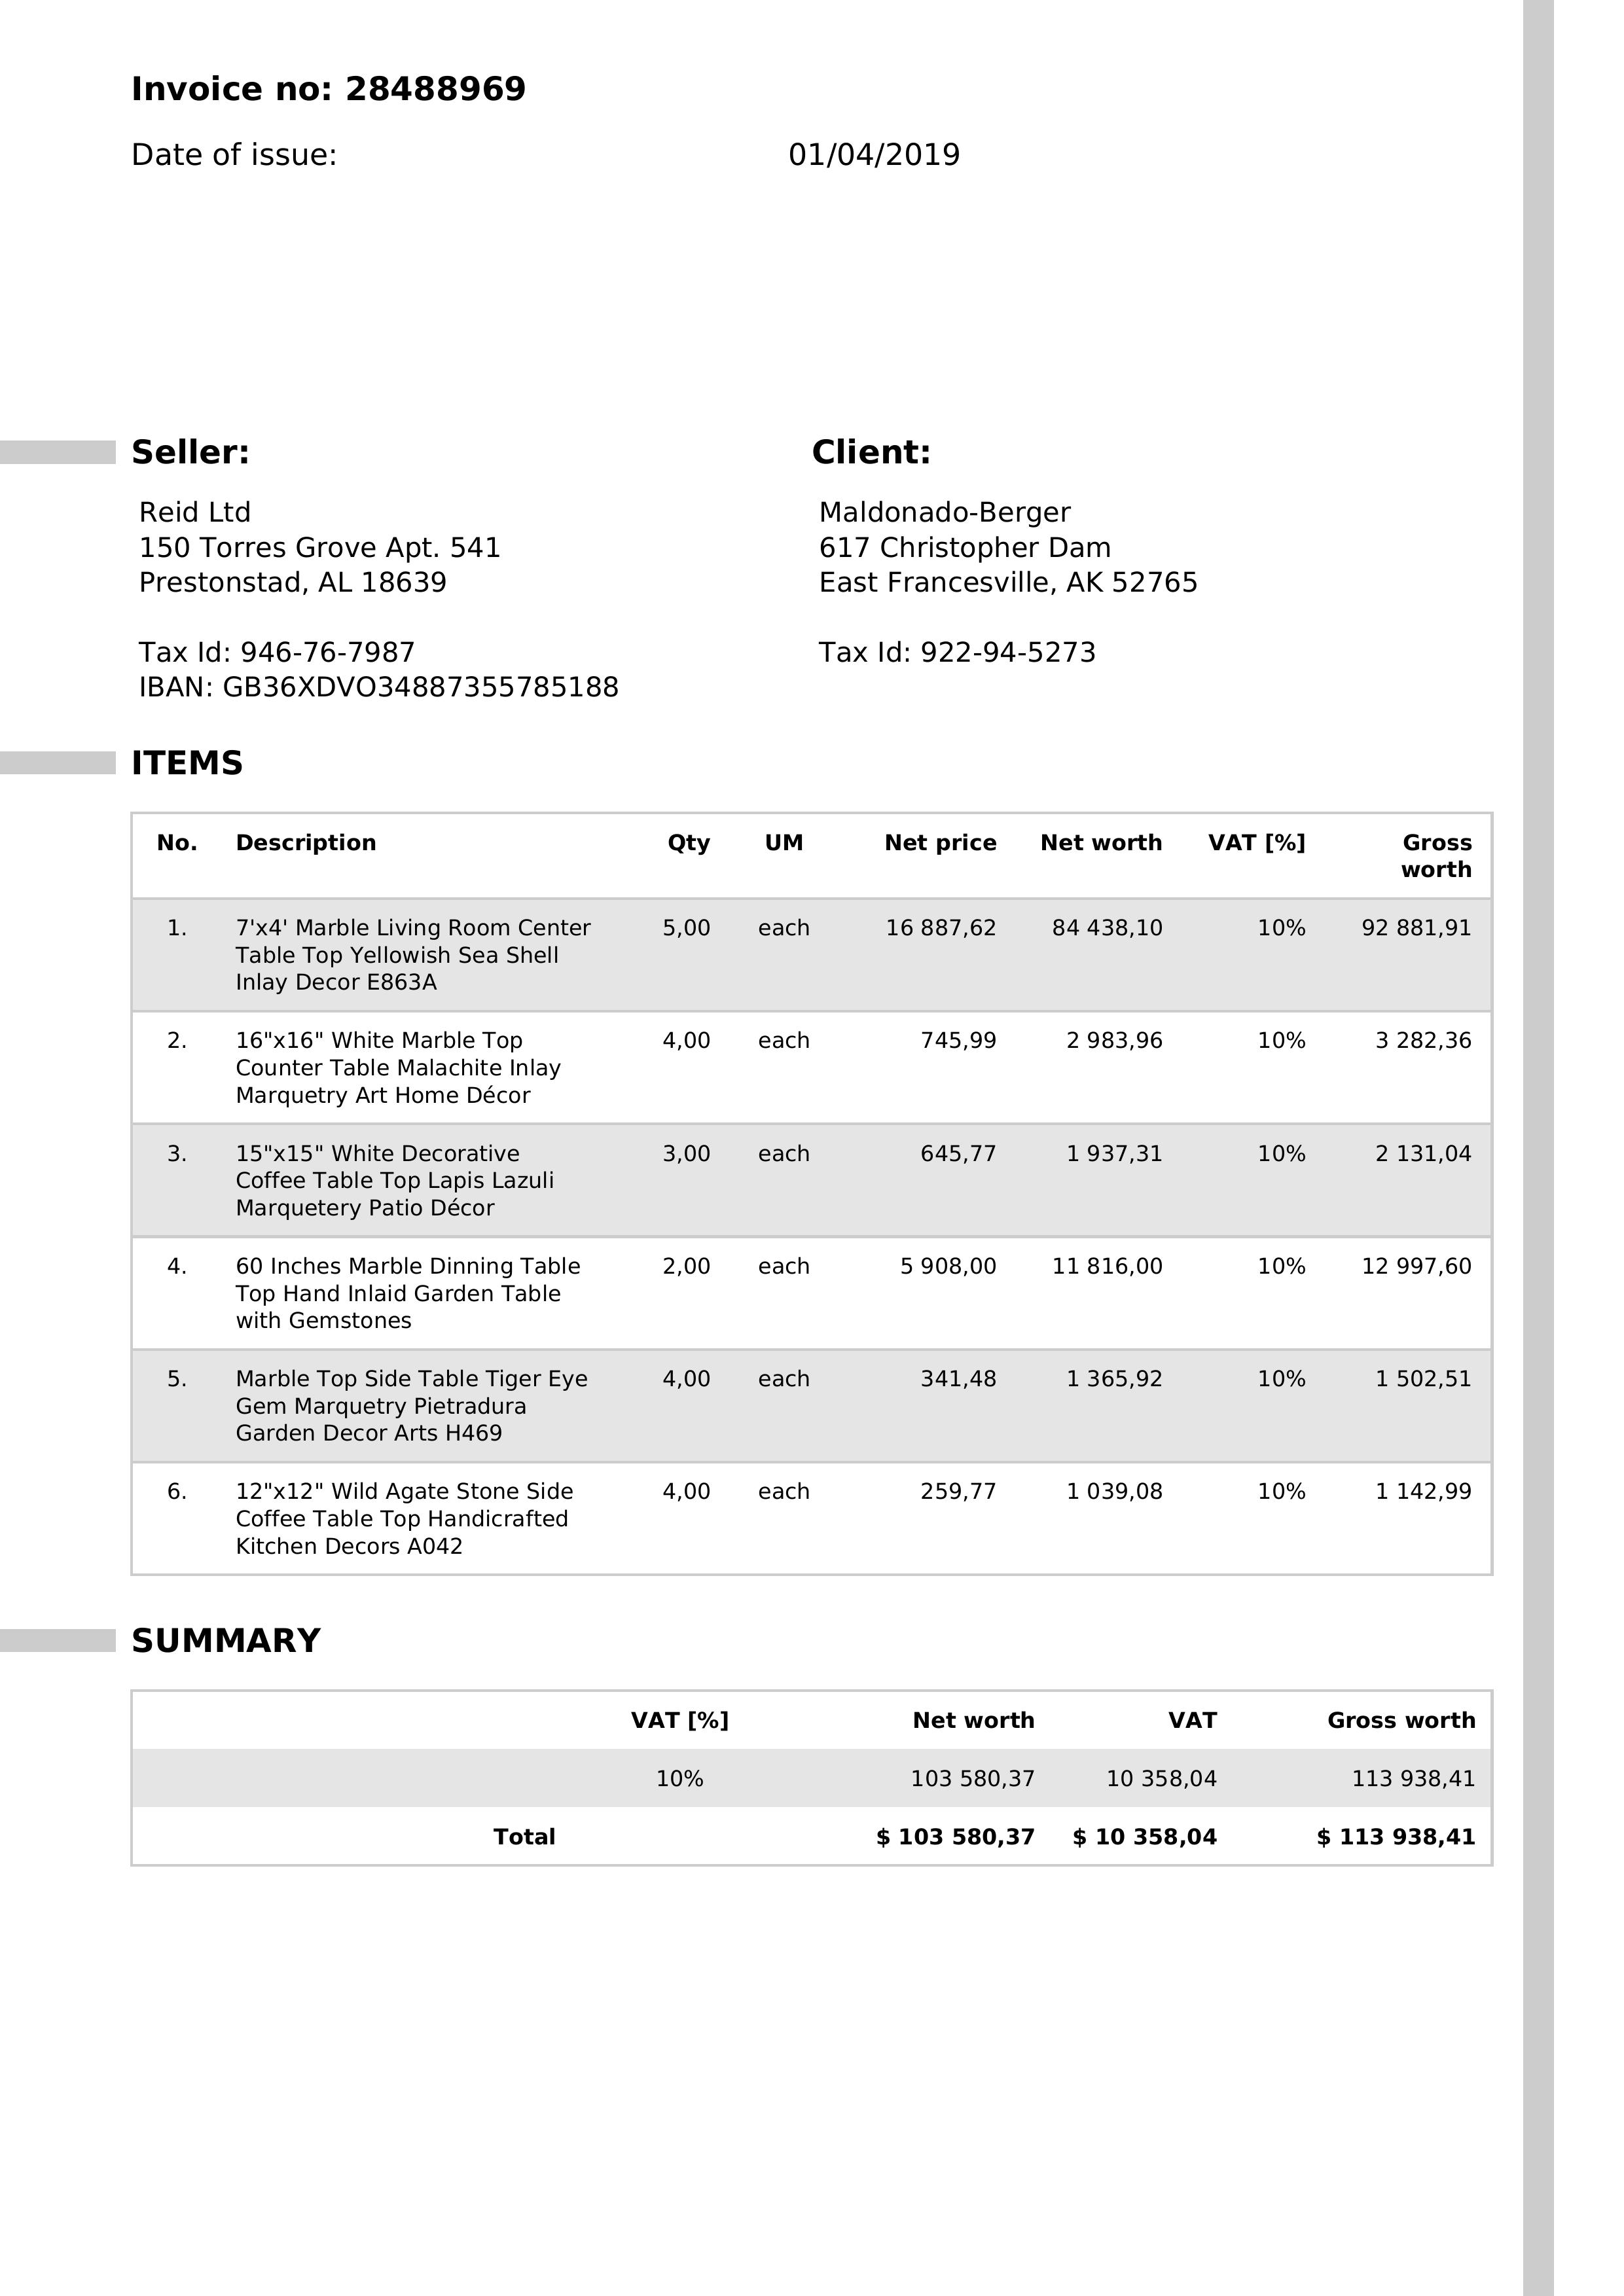 Invoice no: 28488969
Date of issue: 01/04/2019
Seller:
Reid Ltd
150 Torres Grove Apt. 541
Prestonstad, AL 18639
Tax Id: 946-76-7987
IBAN: GB36XDVO34887355785188
Client:
Maldonado-Berger
617 Christopher Dam
East Francesville, AK 52765
Tax Id: 922-94-5273
ITEMS
No. Description Qty UM Net price Net worth VAT [%] Gross
worth
1. 7'x4' Marble Living Room Center 5,00 each 16 887,62 84 438,10 10% 92 881,91
Table Top Yellowish Sea Shell
Inlay Decor E863A
2. 16"x16" White Marble Top 4,00 each 745,99 2 983,96 10% 3 282,36
Counter Table Malachite Inlay
Marquetry Art Home Décor
3. 15"x15" White Decorative 3,00 each 645,77 1 937,31 10% 2 131,04
Coffee Table Top Lapis Lazuli
Marquetery Patio Décor
4. 60 Inches Marble Dinning Table 2,00 each 5 908,00 11 816,00 10% 12 997,60
Top Hand Inlaid Garden Table
with Gemstones
5. Marble Top Side Table Tiger Eye 4,00 each 341,48 1 365,92 10% 1 502,51
Gem Marquetry Pietradura
Garden Decor Arts H469
6. 12"x12" Wild Agate Stone Side 4,00 each 259,77 1 039,08 10% 1 142,99
Coffee Table Top Handicrafted
Kitchen Decors A042
SUMMARY
VAT [%] Net worth VAT Gross worth
10% 103 580,37 10 358,04 113 938,41
Total $ 103 580,37 $ 10 358,04 $ 113 938,41